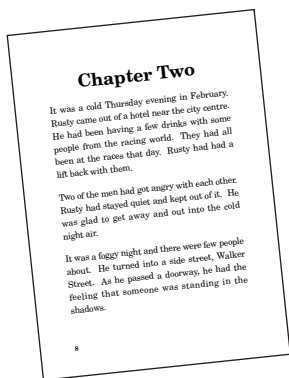 Chapter Two
It was a cold Thursday evening in February.
Rusty came out of a hotel near the city centre.
He had been having a few drinks with some
people from the racing world. They had all
been at the races that day. Rusty had had a
lift back with them.
Two of the men had got angry with each other.
Rusty had stayed quiet and kept out of it. He
was glad to get away and out into the cold
night air.
It was a foggy night and there were few people
about. He turned into a side street, Walker
Street. As he passed a doorway, he had the
feeling that someone was standing in the
shadows.
8